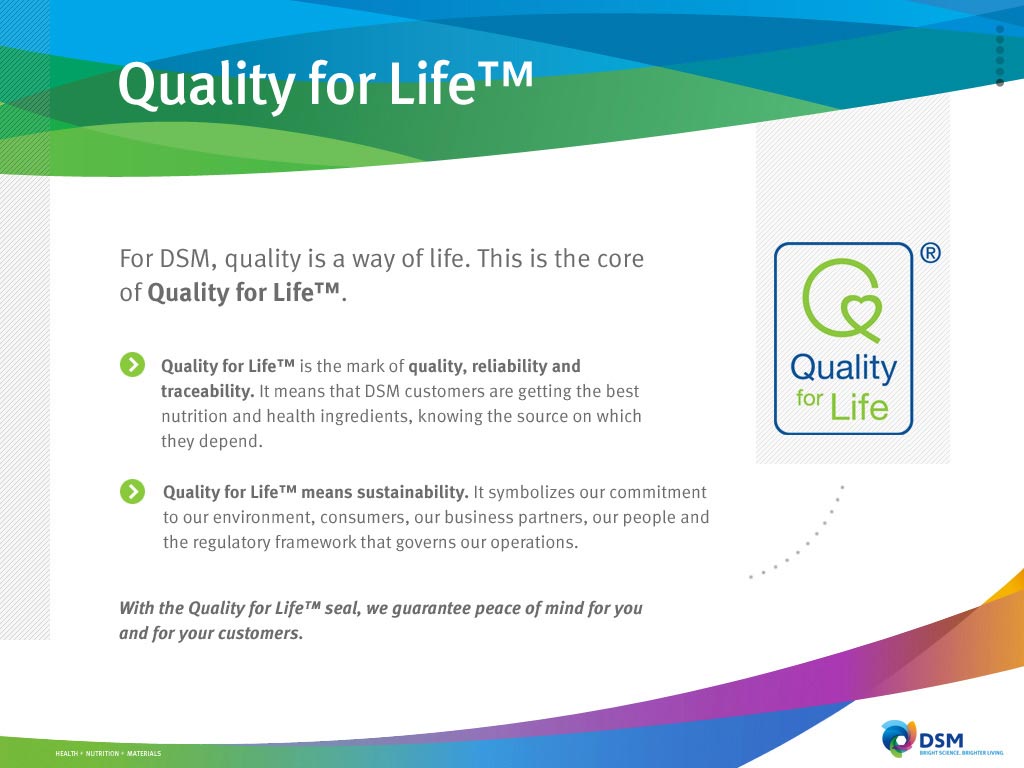 Quality for Life™
For DSM, quality is a way of life. This is the core
of Quality for Life™.
Quality for Life™ is the mark of quality, reliability and
traceability. It means that DSM customers are getting the best
nutrition and health ingredients, knowing the source on which
they depend.
Quality for Life™ means sustainability. It symbolizes our commitment
to our environment, consumers, our business partners, our people and
the regulatory framework that governs our operations.
With the Quality for Life™ seal, we guarantee peace of mind for you
and for your customers.
®
Quality
for Life
HEALTH • NUTRITION • MATERIALS
DSM
BRIGHT SCIENCE. BRIGHTER LIVING.